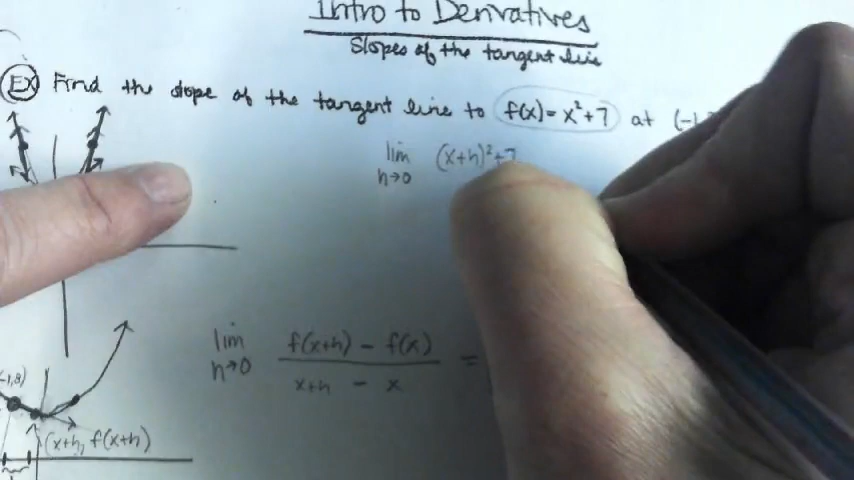 Intro to Derivatives
Slopes of the tangent line
Ex Find the slope of the tangent line to f(x) = x²+7 at (-1,
lim (x+h)²+7
h→0
lim f(x+h) - f(x)
h→0 x+h - x =
(-1,8)
(x+h, f(x+h)